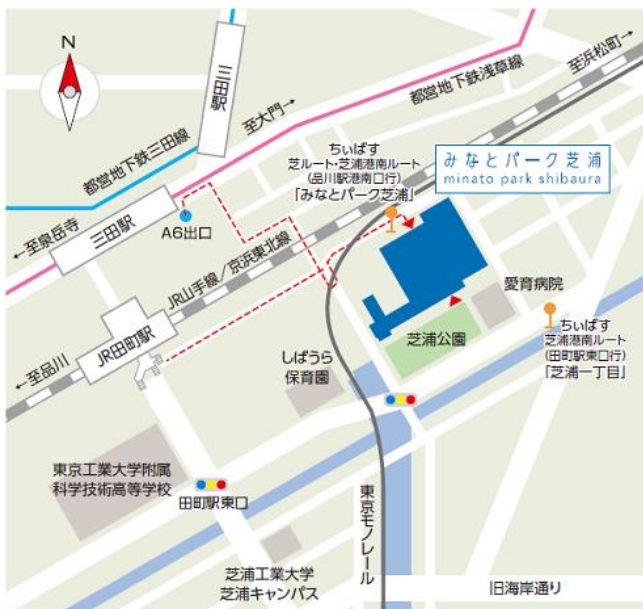 N
三田駅
都営地下鉄三田線
至大門→
都営地下鉄浅草線
→至浜松町
ちぃばす
芝ルート・芝浦港南ルート
(品川駅港南口行)
「みなとパーク芝浦」
みなとパーク芝浦
minato park shibaura
←至泉岳寺
三田駅
A6出口
JR山手線/京浜東北線
JR田町駅
←至品川
愛育病院
芝浦公園
ちぃばす
芝浦港南ルート
(田町駅東口行)
「芝浦一丁目」
しばうら
保育園
東京工業大学附属
科学技術高等学校
田町駅東口
東京モノレール
芝浦工業大学
芝浦キャンパス
旧海岸通り